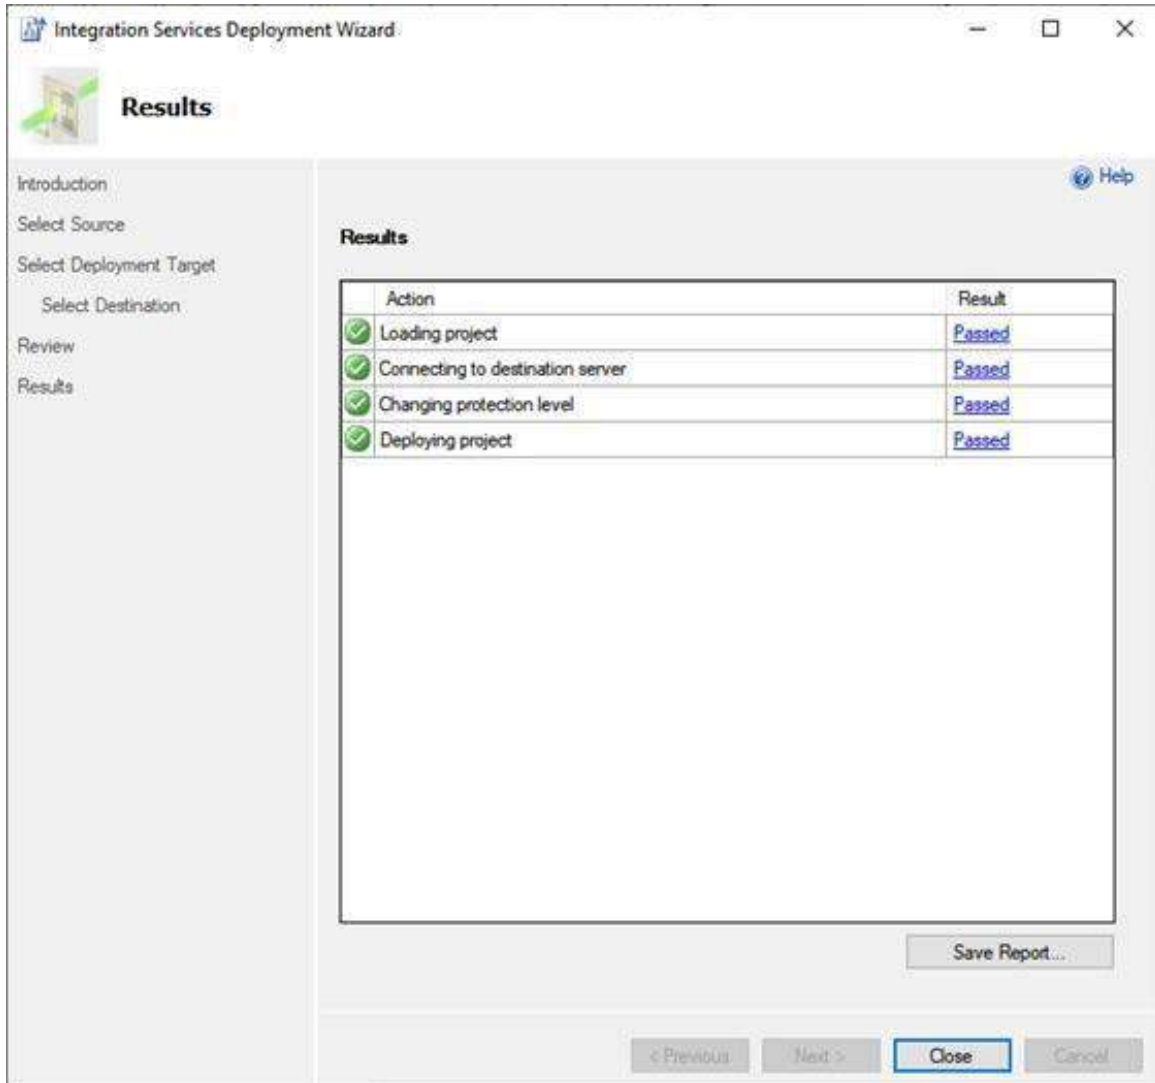 Integration Services Deployment Wizard
Results
Introduction
Select Source
Select Deployment Target
Select Destination
Review
Results
Help
Results
Action Result
Loading project Passed
Connecting to destination server Passed
Changing protection level Passed
Deploying project Passed
Save Report...
< Previous Next > Close Cancel